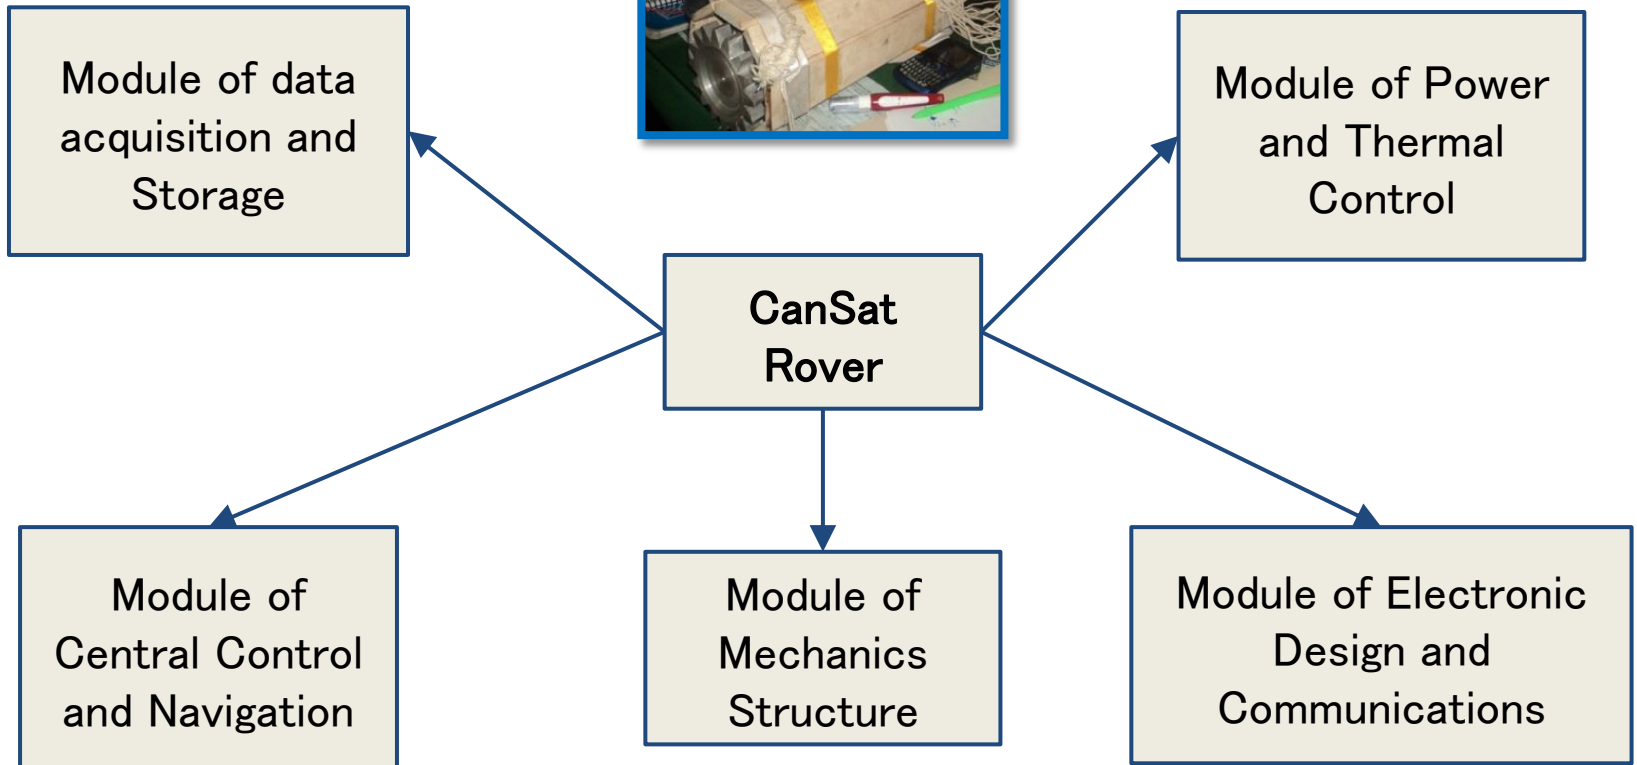 Module of data
acquisition and
Storage
Module of Power
and Thermal
Control
CanSat
Rover
Module of
Central Control
and Navigation
Module of
Mechanics
Structure
Module of Electronic
Design and
Communications